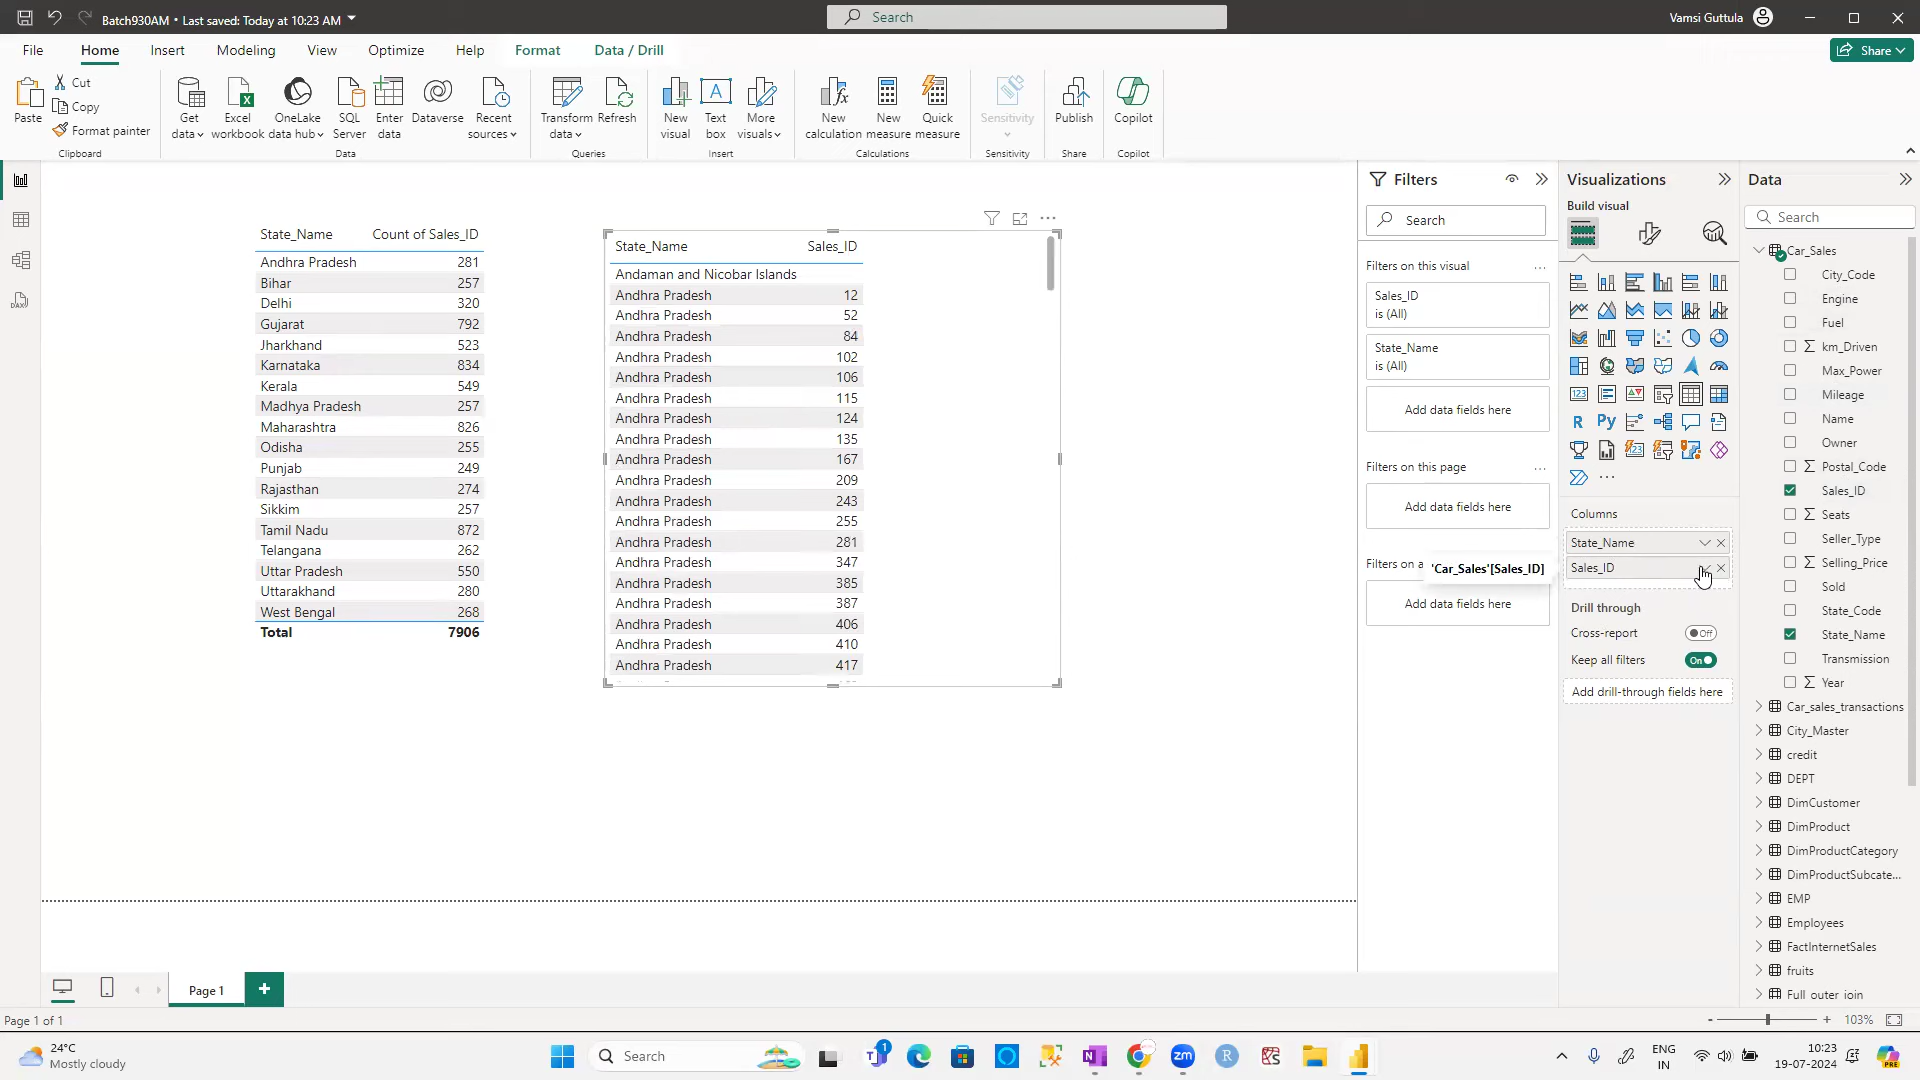 Batch930AM • Last saved: Today at 10:23 AM
Search
Vamsi Guttula
File Home Insert Modeling View Optimize Help Format Data / Drill
Share
Paste
Cut
Copy
Format painter
Clipboard
Get data
Excel workbook
OneLake data hub
SQL Server
Enter data
Dataverse
Recent sources
Data
Transform data
Refresh
Queries
New visual
Text box
More visuals
Insert
New calculation
New measure
Quick measure
Calculations
Sensitivity
Sensitivity
Publish
Share
Copilot
Copilot
State_Name Count of Sales_ID
Andhra Pradesh 281
Bihar 257
Delhi 320
Gujarat 792
Jharkhand 523
Karnataka 834
Kerala 549
Madhya Pradesh 257
Maharashtra 826
Odisha 255
Punjab 249
Rajasthan 274
Sikkim 257
Tamil Nadu 872
Telangana 262
Uttar Pradesh 550
Uttarakhand 280
West Bengal 268
Total 7906
State_Name Sales_ID
Andaman and Nicobar Islands
Andhra Pradesh 12
Andhra Pradesh 52
Andhra Pradesh 84
Andhra Pradesh 102
Andhra Pradesh 106
Andhra Pradesh 115
Andhra Pradesh 124
Andhra Pradesh 135
Andhra Pradesh 167
Andhra Pradesh 209
Andhra Pradesh 243
Andhra Pradesh 255
Andhra Pradesh 281
Andhra Pradesh 347
Andhra Pradesh 385
Andhra Pradesh 387
Andhra Pradesh 406
Andhra Pradesh 410
Andhra Pradesh 417
Filters
Search
Filters on this visual
Sales_ID
is (All)
State_Name
is (All)
Add data fields here
Filters on this page
Add data fields here
Filters on a
'Car_Sales'[Sales_ID]
Add data fields here
Visualizations
Build visual
123
R Py
Columns
State_Name
Sales_ID
Drill through
Cross-report Off
Keep all filters On
Add drill-through fields here
Data
Search
Car_Sales
City_Code
Engine
Fuel
km_Driven
Max_Power
Mileage
Name
Owner
Postal_Code
Sales_ID
Seats
Seller_Type
Selling_Price
Sold
State_Code
State_Name
Transmission
Year
Car_sales_transactions
City_Master
credit
DEPT
DimCustomer
DimProduct
DimProductCategory
DimProductSubcate...
EMP
Employees
FactInternetSales
fruits
Full outer join
Page 1
Page 1 of 1
103%
24°C
Mostly cloudy
Search
1
zm
R
ENG
IN
10:23
19-07-2024
PRE